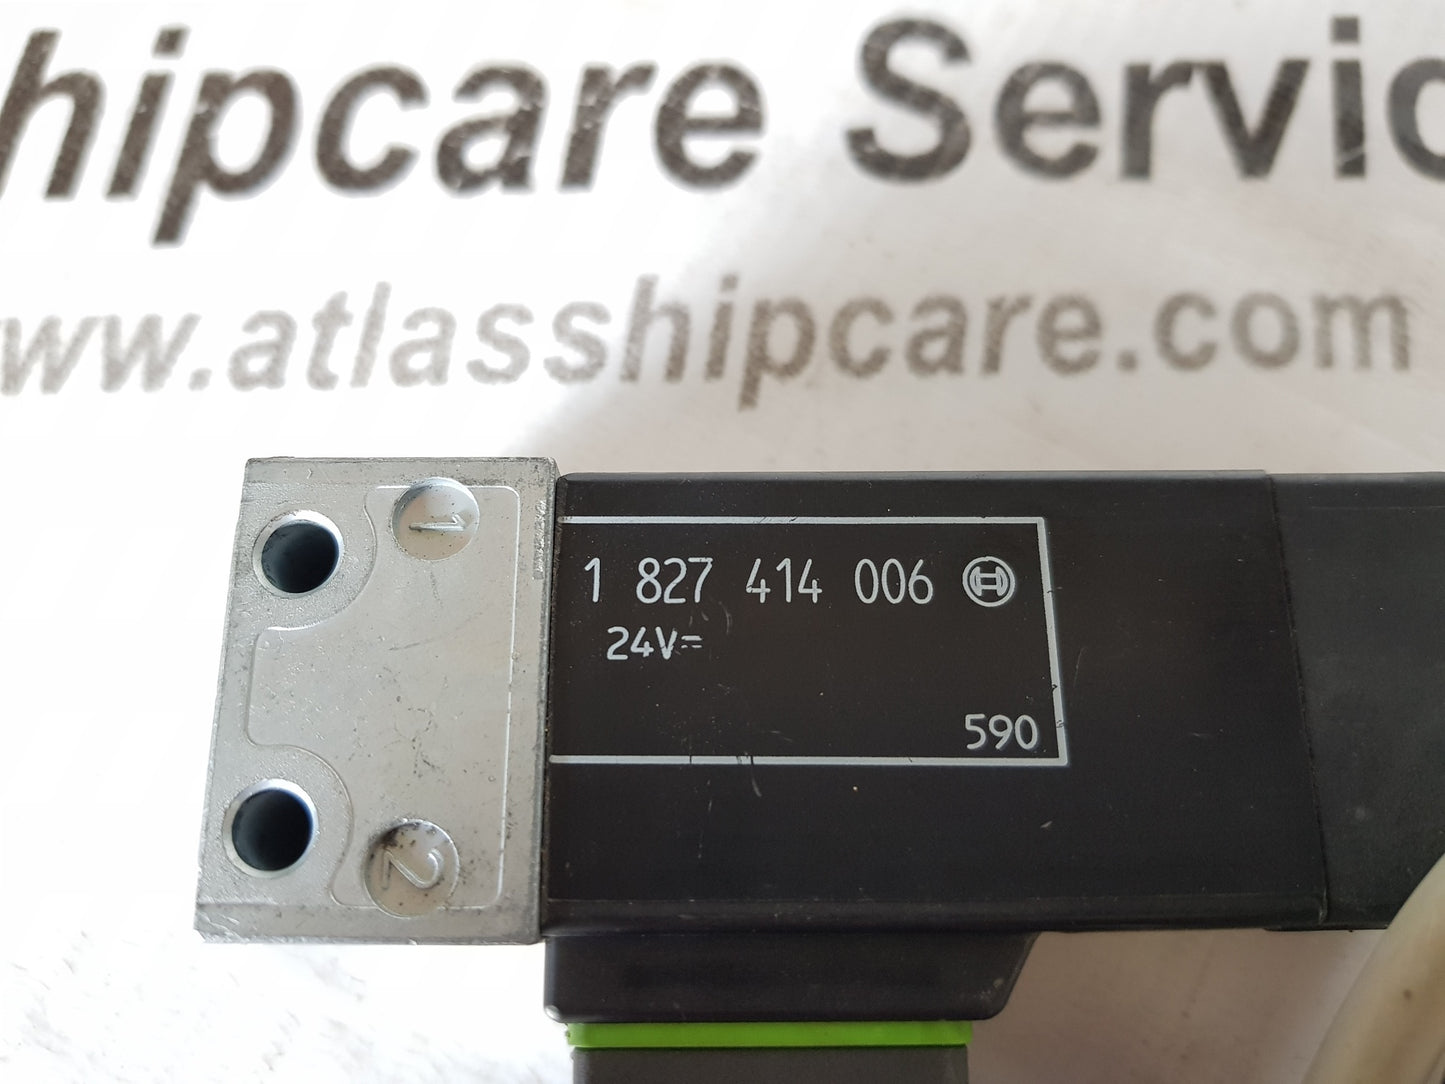 hipcare Servic
www.atlasshipcare.com
1
1 827 414 006
24V=
590
2